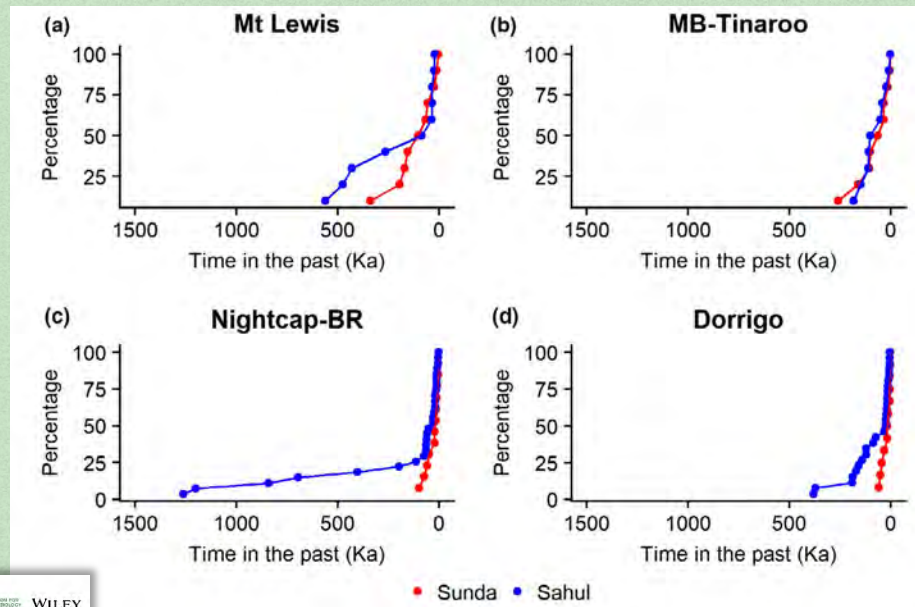 (a) Mt Lewis
Percentage
100
75
50
25
1500 1000 500 0
Time in the past (Ka)
(b) MB-Tinaroo
Percentage
100
75
50
25
1500 1000 500 0
Time in the past (Ka)
(c) Nightcap-BR
Percentage
100
75
50
25
0
1500 1000 500 0
Time in the past (Ka)
(d) Dorrigo
Percentage
100
75
50
25
0
1500 1000 500 0
Time in the past (Ka)
Sunda Sahul
WILEY